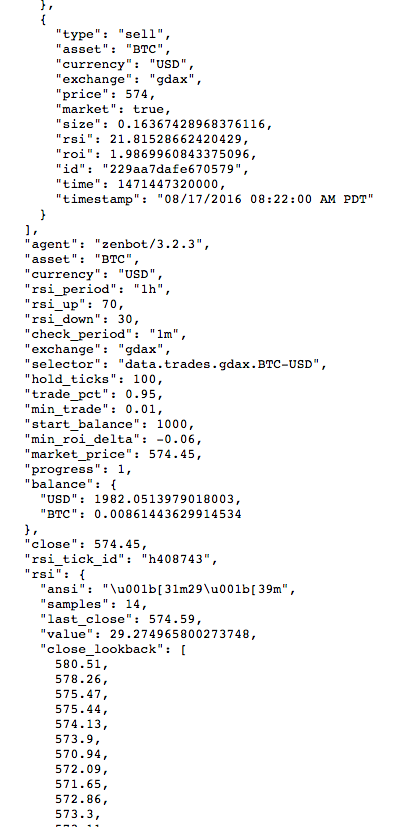 },
{
"type": "sell",
"asset": "BTC",
"currency": "USD",
"exchange": "gdax",
"price": 574,
"market": true,
"size": 0.16367428968376116,
"rsi": 21.81528662420429,
"roi": 1.9869960843375096,
"id": "229aa7dafe670579",
"time": 1471447320000,
"timestamp": "08/17/2016 08:22:00 AM PDT"
}
],
"agent": "zenbot/3.2.3",
"asset": "BTC",
"currency": "USD",
"rsi_period": "1h",
"rsi_up": 70,
"rsi_down": 30,
"check_period": "1m",
"exchange": "gdax",
"selector": "data.trades.gdax.BTC-USD",
"hold_ticks": 100,
"trade_pct": 0.95,
"min_trade": 0.01,
"start_balance": 1000,
"min_roi_delta": -0.06,
"market_price": 574.45,
"progress": 1,
"balance": {
"USD": 1982.0513979018003,
"BTC": 0.00861443629914534
},
"close": 574.45,
"rsi_tick_id": "h408743",
"rsi": {
"ansi": "\u001b[31m29\u001b[39m",
"samples": 14,
"last_close": 574.59,
"value": 29.274965800273748,
"close_lookback": [
580.51,
578.26,
575.47,
575.44,
574.13,
573.9,
570.94,
572.09,
571.65,
572.86,
573.3,